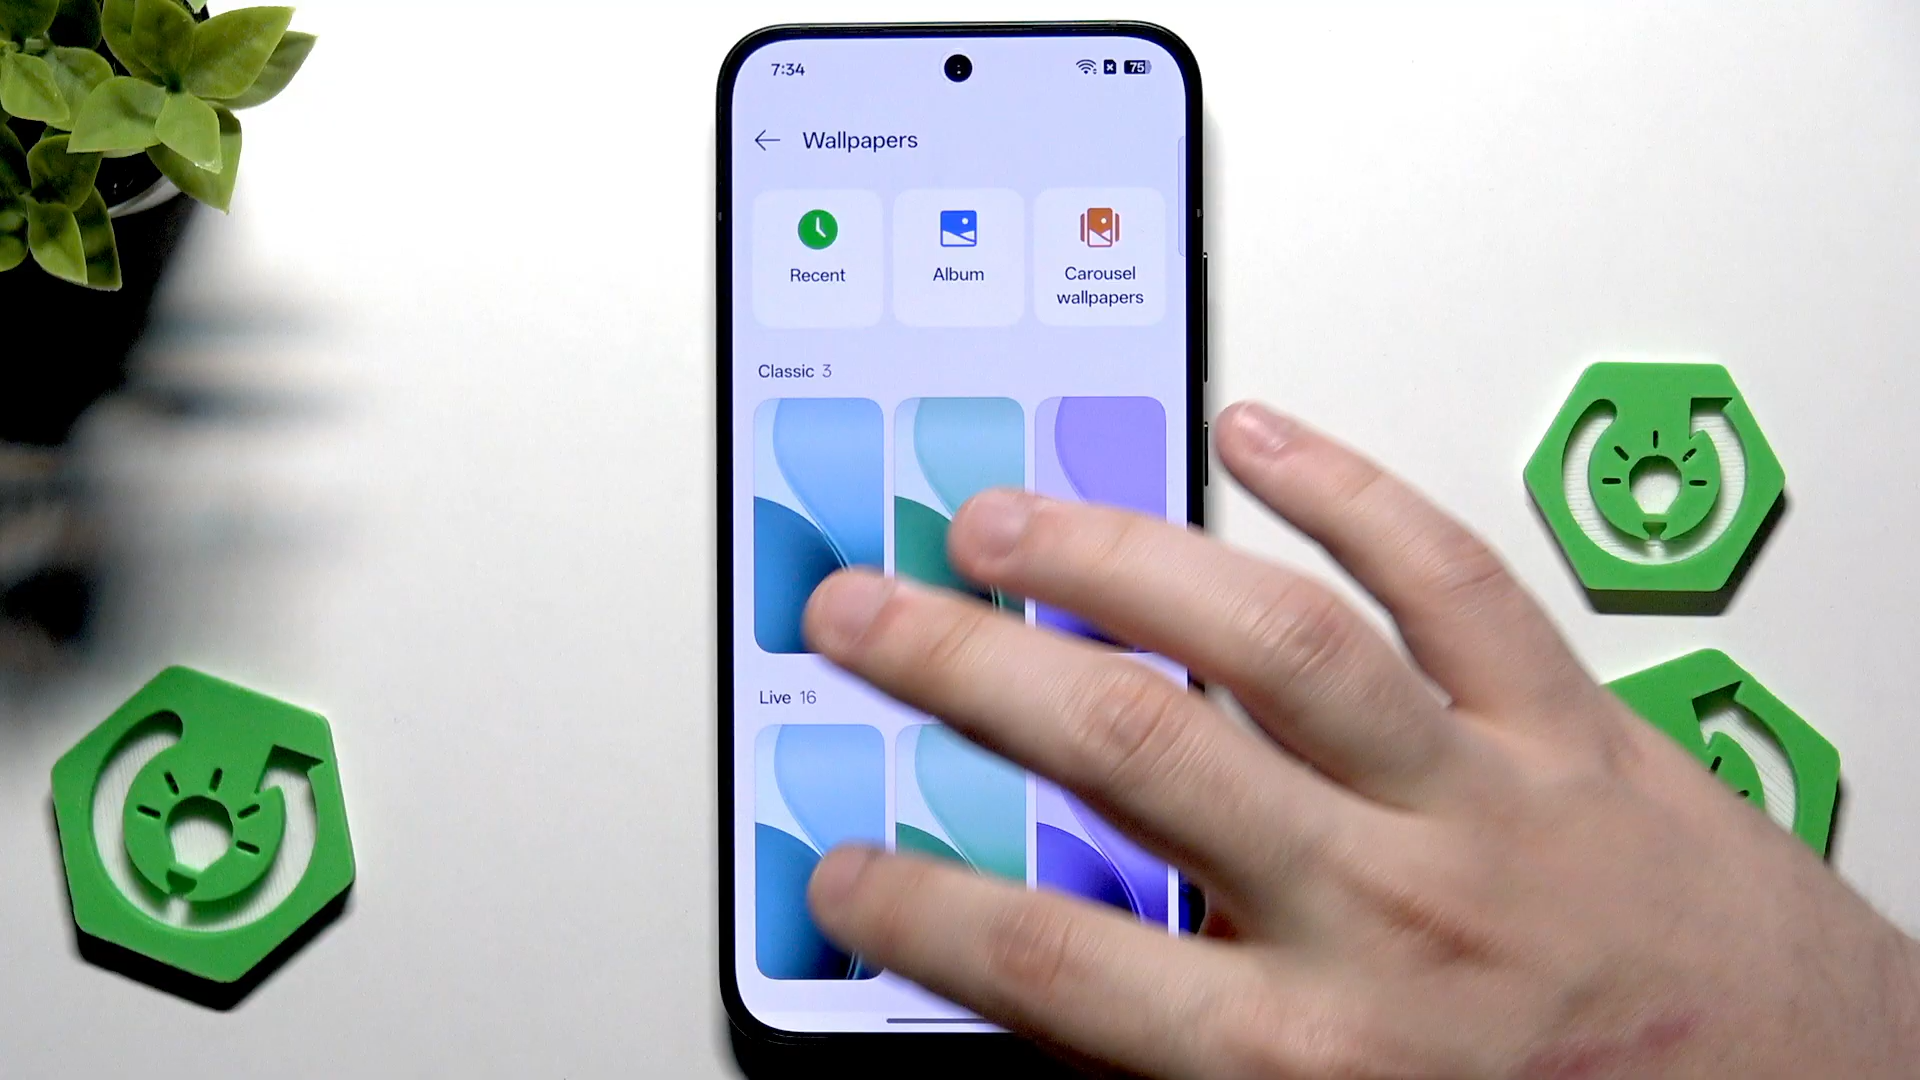 7:34
75
Wallpapers
Recent
Album
Carousel
wallpapers
Classic 3
Live 16